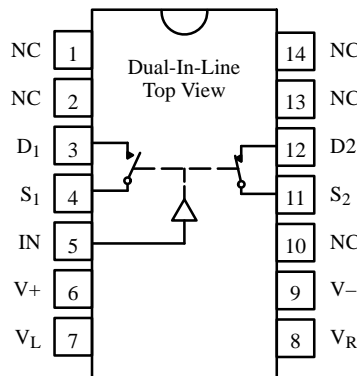 NC 1 14 NC
Dual-In-Line
Top View
NC 2 13 NC
D1 3 12 D2
S1 4 11 S2
IN 5 10 NC
V+ 6 9 V−
VL 7 8 VR